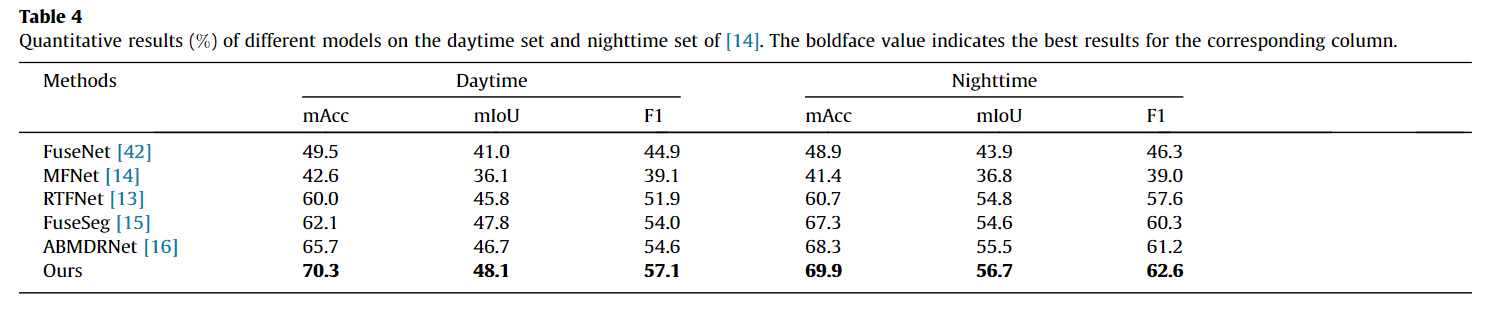 Table 4
Quantitative results (%) of different models on the daytime set and nighttime set of [14]. The boldface value indicates the best results for the corresponding column.
Methods Daytime Nighttime
mAcc mIoU F1 mAcc mIoU F1
FuseNet [42] 49.5 41.0 44.9 48.9 43.9 46.3
MFNet [14] 42.6 36.1 39.1 41.4 36.8 39.0
RTFNet [13] 60.0 45.8 51.9 60.7 54.8 57.6
FuseSeg [15] 62.1 47.8 54.0 67.3 54.6 60.3
ABMDRNet [16] 65.7 46.7 54.6 68.3 55.5 61.2
Ours 70.3 48.1 57.1 69.9 56.7 62.6